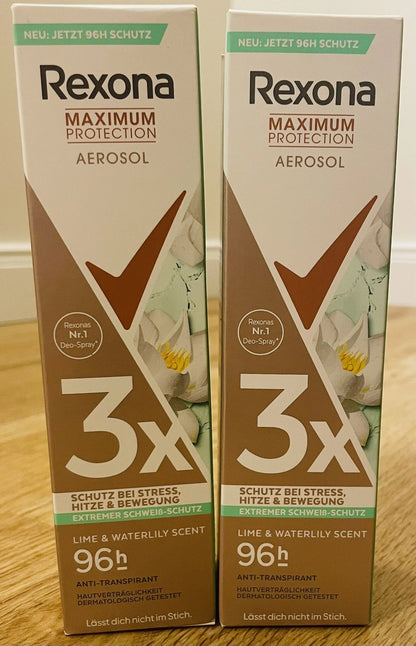 NEU: JETZT 96H SCHUTZ
Rexona
MAXIMUM
PROTECTION
AEROSOL
Rexonas
Nr.1
Deo-Spray*
3x
SCHUTZ BEI STRESS,
HITZE & BEWEGUNG
EXTREMER SCHWEIß-SCHUTZ
LIME & WATERLILY SCENT
96h
ANTI-TRANSPIRANT
HAUTVERTRÄGLICHKEIT
DERMATOLOGISCH GETESTET
Lässt dich nicht im Stich.
NEU: JETZT 96H SCHUTZ
Rexona
MAXIMUM
PROTECTION
AEROSOL
Rexonas
Nr.1
Deo-Spray*
3x
SCHUTZ BEI STRESS,
HITZE & BEWEGUNG
EXTREMER SCHWEIß-SCHUTZ
LIME & WATERLILY SCENT
96h
ANTI-TRANSPIRANT
HAUTVERTRÄGLICHKEIT
DERMATOLOGISCH GETESTET
Lässt dich nicht im Stich.